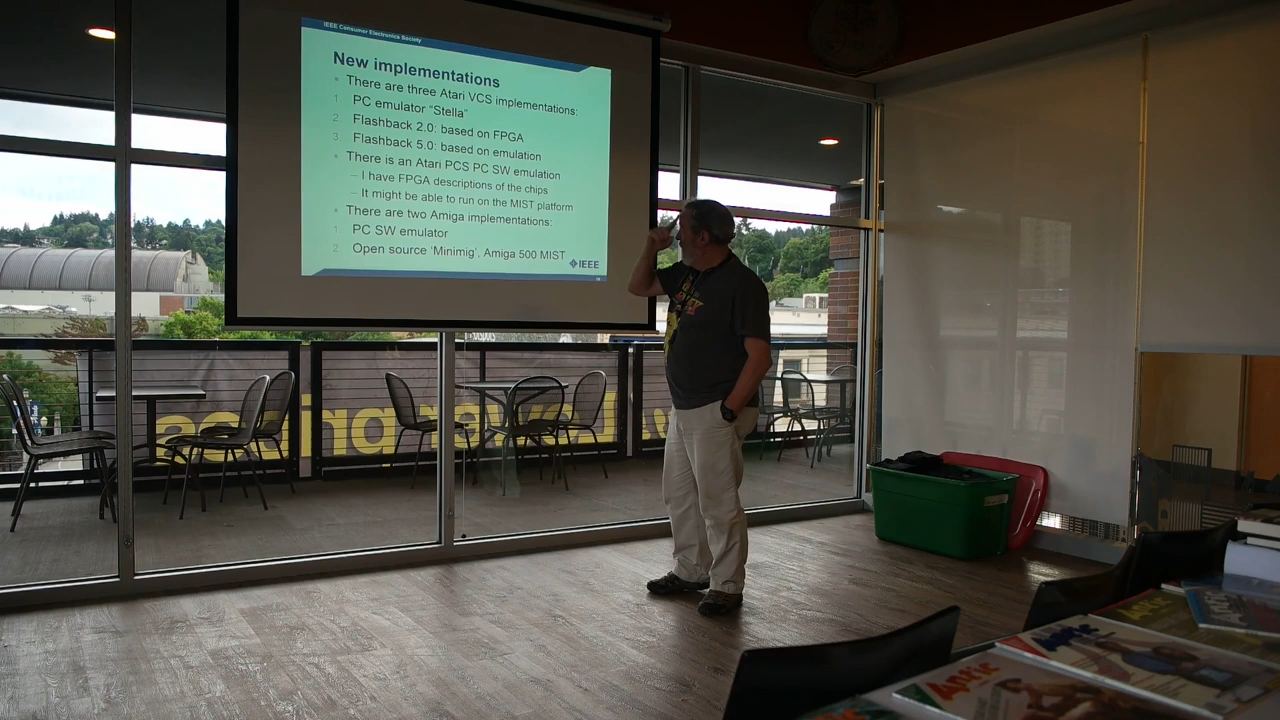 IEEE Consumer Electronics Society
New implementations
• There are three Atari VCS implementations:
1. PC emulator "Stella"
2. Flashback 2.0: based on FPGA
3. Flashback 5.0: based on emulation
• There is an Atari PCS PC SW emulation
– I have FPGA descriptions of the chips
– It might be able to run on the MIST platform
• There are two Amiga implementations:
1 PC SW emulator
2 Open source 'Minimig', Amiga 500 MIST
IEEE
Antic